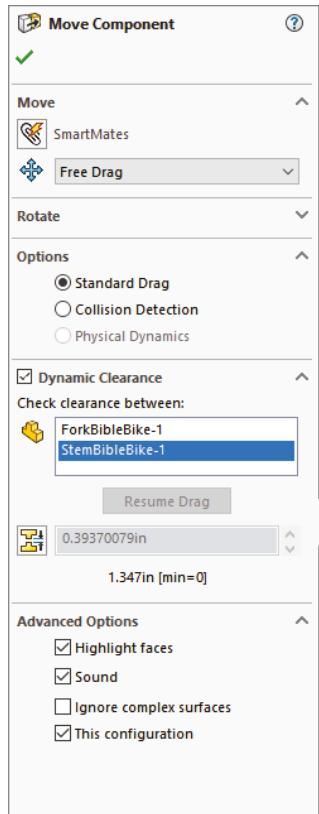 Move Component
Move
SmartMates
Free Drag
Rotate
Options
Standard Drag
Collision Detection
Physical Dynamics
Dynamic Clearance
Check clearance between:
ForkBibleBike-1
StemBibleBike-1
Resume Drag
0.39370079in
1.347in [min=0]
Advanced Options
Highlight faces
Sound
Ignore complex surfaces
This configuration